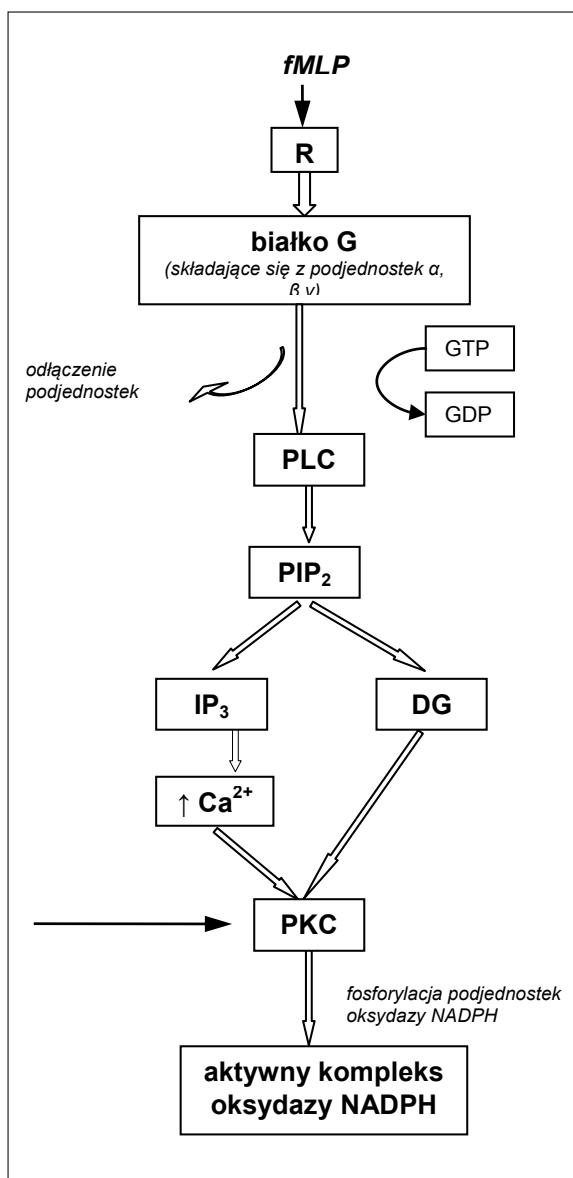 fMLP
R
białko G
(składające się z podjednostek α,
β γ)
odłączenie
podjednostek
GTP
GDP
PLC
PIP₂
IP₃
DG
↑ Ca²⁺
PKC
fosforylacja podjednostek
oksydazy NADPH
aktywny kompleks
oksydazy NADPH